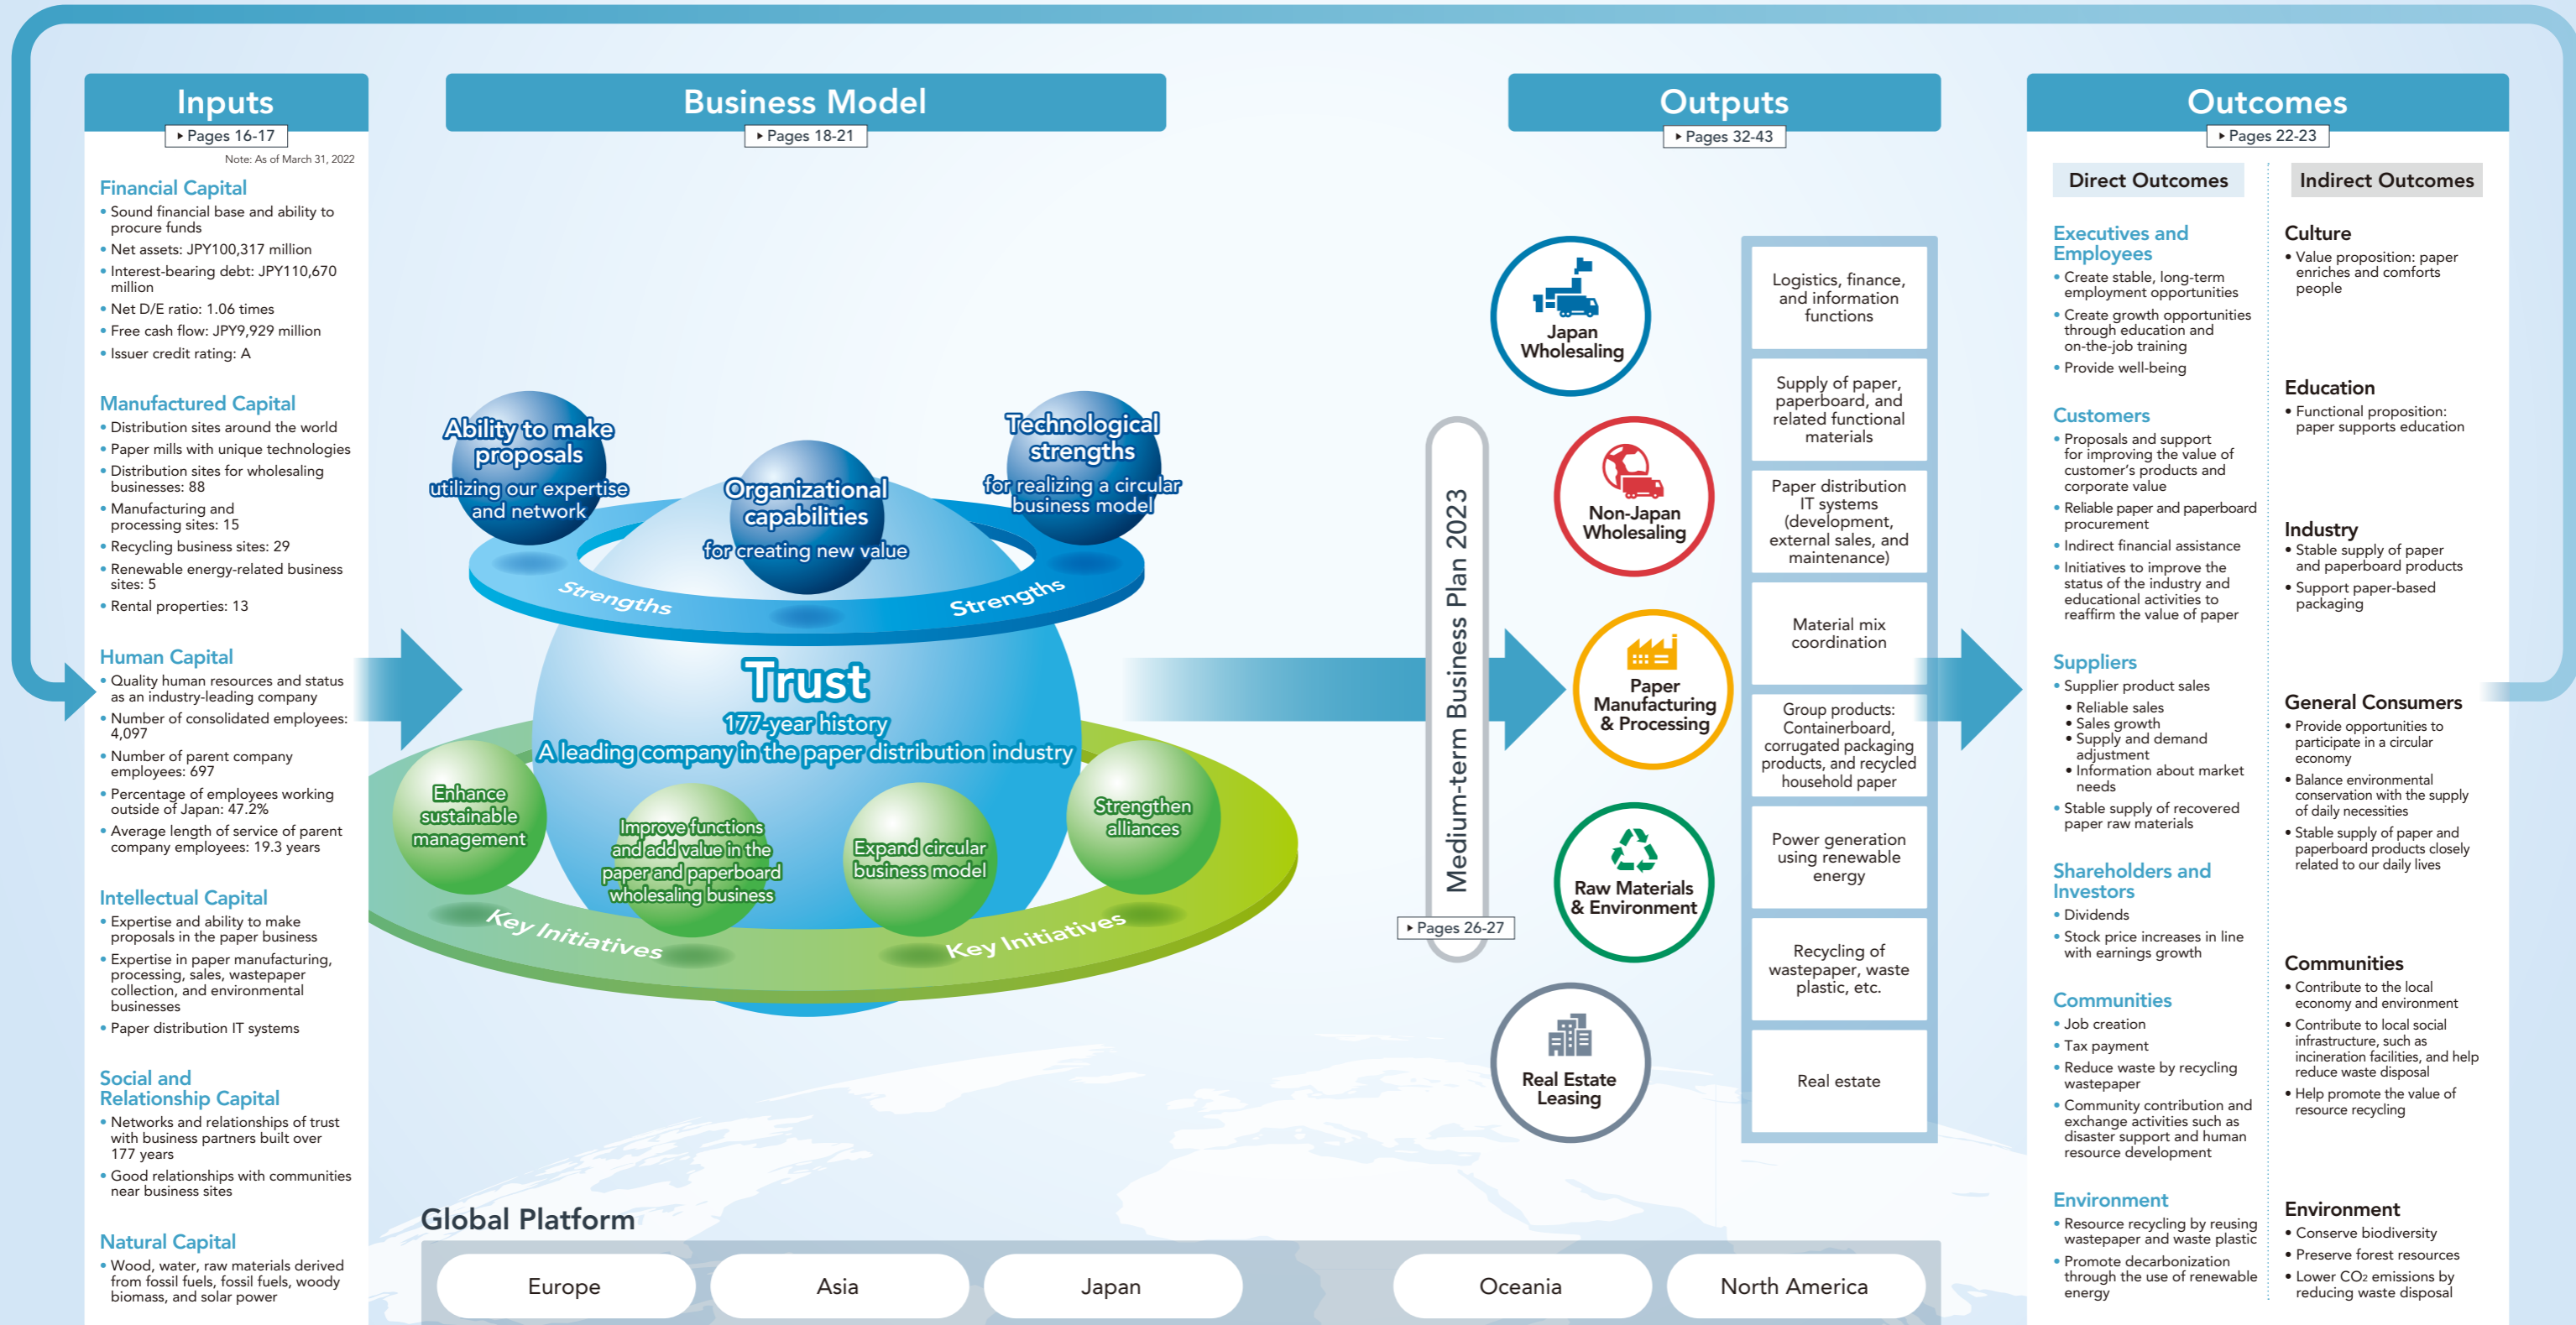 Inputs
▸ Pages 16-17
Note: As of March 31, 2022
Financial Capital
• Sound financial base and ability to
procure funds
• Net assets: JPY100,317 million
• Interest-bearing debt: JPY110,670
million
• Net D/E ratio: 1.06 times
• Free cash flow: JPY9,929 million
• Issuer credit rating: A
Manufactured Capital
• Distribution sites around the world
• Paper mills with unique technologies
• Distribution sites for wholesaling
businesses: 88
• Manufacturing and
processing sites: 15
• Recycling business sites: 29
• Renewable energy-related business
sites: 5
• Rental properties: 13
Human Capital
• Quality human resources and status
as an industry-leading company
• Number of consolidated employees:
4,097
• Number of parent company
employees: 697
• Percentage of employees working
outside of Japan: 47.2%
• Average length of service of parent
company employees: 19.3 years
Intellectual Capital
• Expertise and ability to make
proposals in the paper business
• Expertise in paper manufacturing,
processing, sales, wastepaper
collection, and environmental
businesses
• Paper distribution IT systems
Social and
Relationship Capital
• Networks and relationships of trust
with business partners built over
177 years
• Good relationships with communities
near business sites
Natural Capital
• Wood, water, raw materials derived
from fossil fuels, fossil fuels, woody
biomass, and solar power
Business Model
▸ Pages 18-21
Ability to make
proposals
utilizing our expertise
and network
Organizational
capabilities
for creating new value
Technological
strengths
for realizing a circular
business model
Strengths
Strengths
Trust
177-year history
A leading company in the paper distribution industry
Enhance
sustainable
management
Improve functions
and add value in the
paper and paperboard
wholesaling business
Expand circular
business model
Strengthen
alliances
Key Initiatives
Key Initiatives
Medium-term Business Plan 2023
▸ Pages 26-27
Outputs
▸ Pages 32-43
Japan
Wholesaling
Non-Japan
Wholesaling
Paper
Manufacturing
& Processing
Raw Materials
& Environment
Real Estate
Leasing
Logistics, finance,
and information
functions
Supply of paper,
paperboard, and
related functional
materials
Paper distribution
IT systems
(development,
external sales, and
maintenance)
Material mix
coordination
Group products:
Containerboard,
corrugated packaging
products, and recycled
household paper
Power generation
using renewable
energy
Recycling of
wastepaper, waste
plastic, etc.
Real estate
Global Platform
Europe
Asia
Japan
Oceania
North America
Outcomes
▸ Pages 22-23
Direct Outcomes
Executives and
Employees
• Create stable, long-term
employment opportunities
• Create growth opportunities
through education and
on-the-job training
• Provide well-being
Customers
• Proposals and support
for improving the value of
customer's products and
corporate value
• Reliable paper and paperboard
procurement
• Indirect financial assistance
• Initiatives to improve the
status of the industry and
educational activities to
reaffirm the value of paper
Suppliers
• Supplier product sales
• Reliable sales
• Sales growth
• Supply and demand
adjustment
• Information about market
needs
• Stable supply of recovered
paper raw materials
Shareholders and
Investors
• Dividends
• Stock price increases in line
with earnings growth
Communities
• Job creation
• Tax payment
• Reduce waste by recycling
wastepaper
• Community contribution and
exchange activities such as
disaster support and human
resource development
Environment
• Resource recycling by reusing
wastepaper and waste plastic
• Promote decarbonization
through the use of renewable
energy
Indirect Outcomes
Culture
• Value proposition: paper
enriches and comforts
people
Education
• Functional proposition:
paper supports education
Industry
• Stable supply of paper
and paperboard products
• Support paper-based
packaging
General Consumers
• Provide opportunities to
participate in a circular
economy
• Balance environmental
conservation with the supply
of daily necessities
• Stable supply of paper and
paperboard products closely
related to our daily lives
Communities
• Contribute to the local
economy and environment
• Contribute to local social
infrastructure, such as
incineration facilities, and help
reduce waste disposal
• Help promote the value of
resource recycling
Environment
• Conserve biodiversity
• Preserve forest resources
• Lower CO2 emissions by
reducing waste disposal